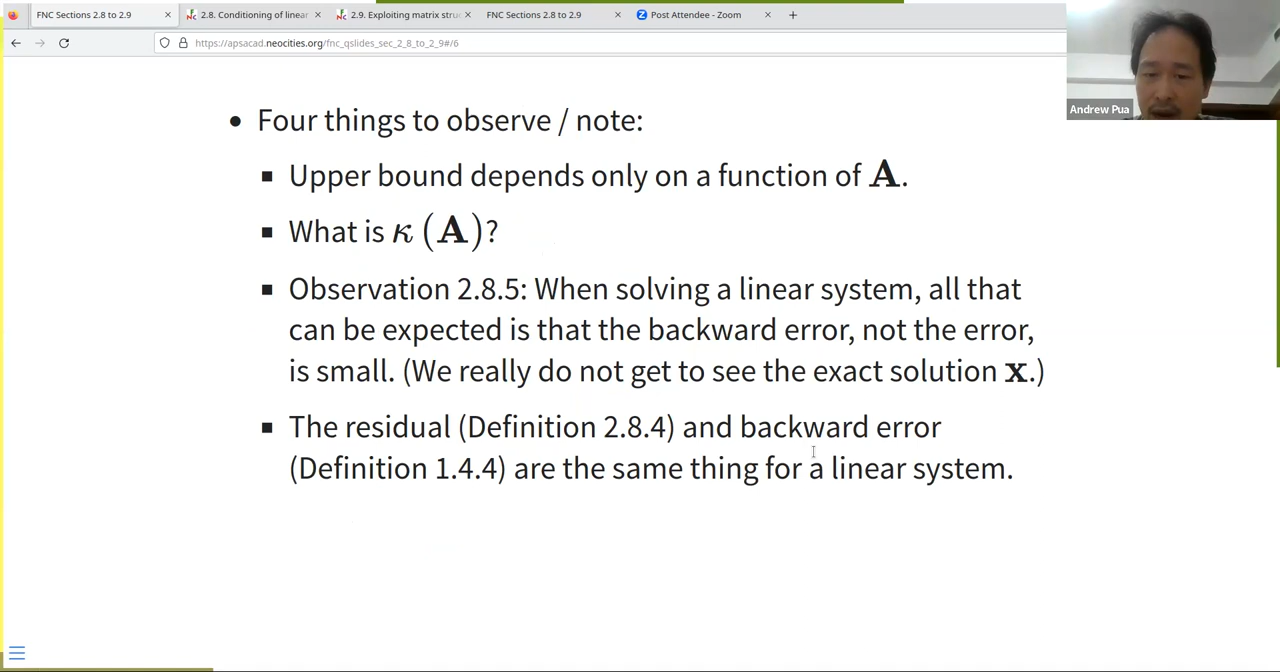 FNC Sections 2.8 to 2.9
2.8. Conditioning of linear
2.9. Exploiting matrix struc
FNC Sections 2.8 to 2.9
Post Attendee - Zoom
https://apsacad.neocities.org/fnc_qslides_sec_2_8_to_2_9#/6
Andrew Pua
• Four things to observe / note:
▪ Upper bound depends only on a function of A.
▪ What is κ (A)?
▪ Observation 2.8.5: When solving a linear system, all that
can be expected is that the backward error, not the error,
is small. (We really do not get to see the exact solution x.)
▪ The residual (Definition 2.8.4) and backward error
(Definition 1.4.4) are the same thing for a linear system.